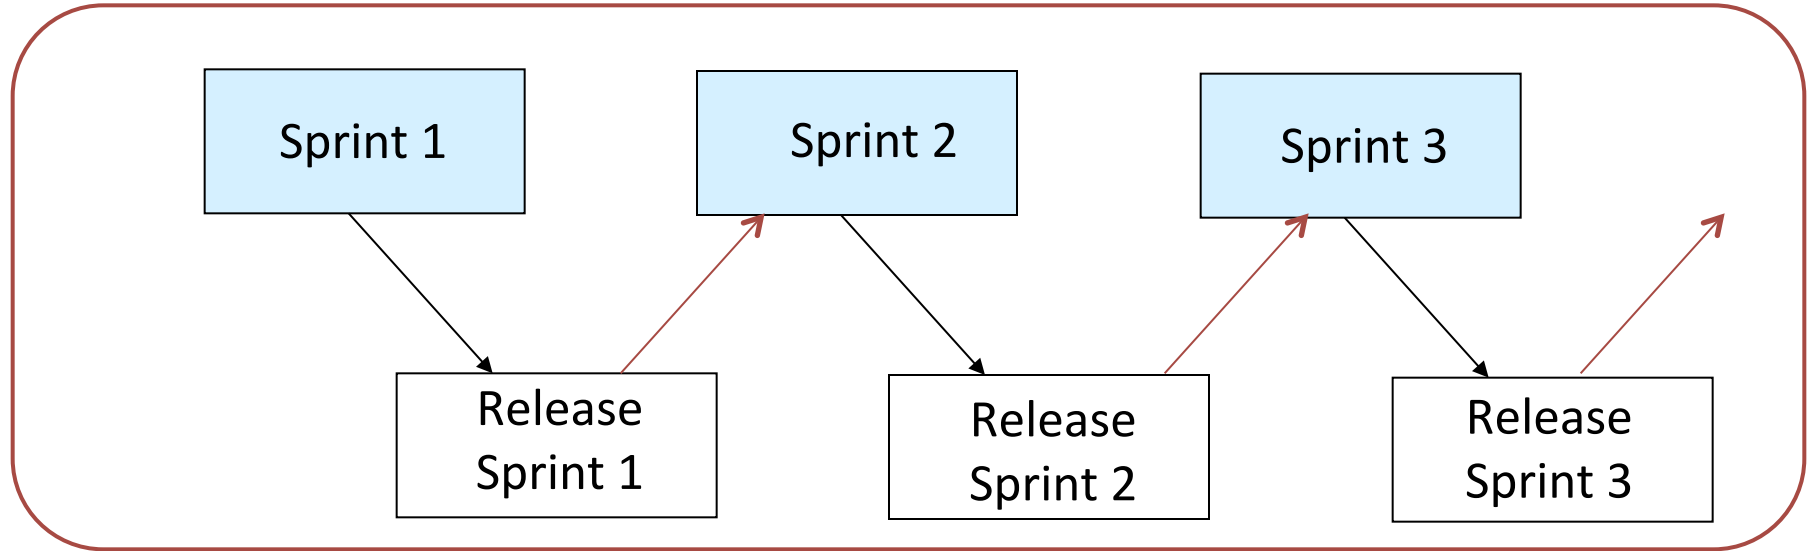 Sprint 1
Sprint 2
Sprint 3
Release
Sprint 1
Release
Sprint 2
Release
Sprint 3